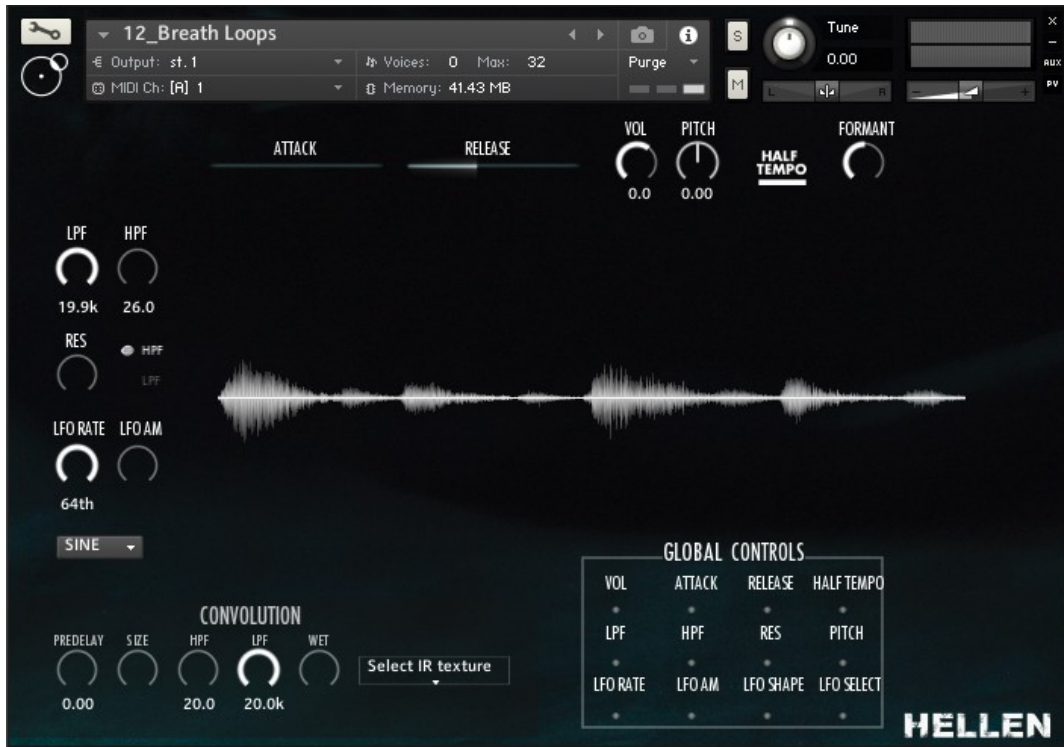 12_Breath Loops
S
Tune
0.00
X
–
AUX
PV
Output: st. 1
Voices: 0 Max: 32
Purge
MIDI Ch: [A] 1
Memory: 41.43 MB
M
L
R
–
+
ATTACK
RELEASE
VOL
PITCH
HALF
TEMPO
FORMANT
0.0
0.00
LPF
HPF
19.9k
26.0
RES
HPF
LPF
LFO RATE
LFO AM
64th
SINE
GLOBAL CONTROLS
VOL ATTACK RELEASE HALF TEMPO
LPF HPF RES PITCH
LFO RATE LFO AM LFO SHAPE LFO SELECT
CONVOLUTION
PREDELAY SIZE HPF LPF WET
Select IR texture
0.00 20.0 20.0k
HELLEN